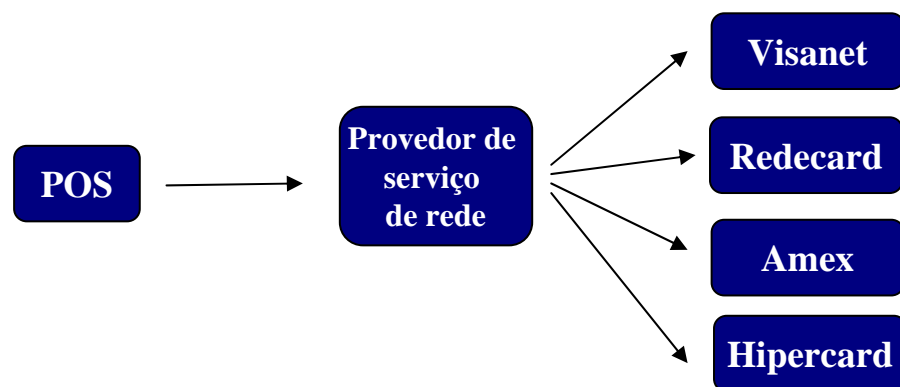 POS
Provedor de
serviço
de rede
Visanet
Redecard
Amex
Hipercard